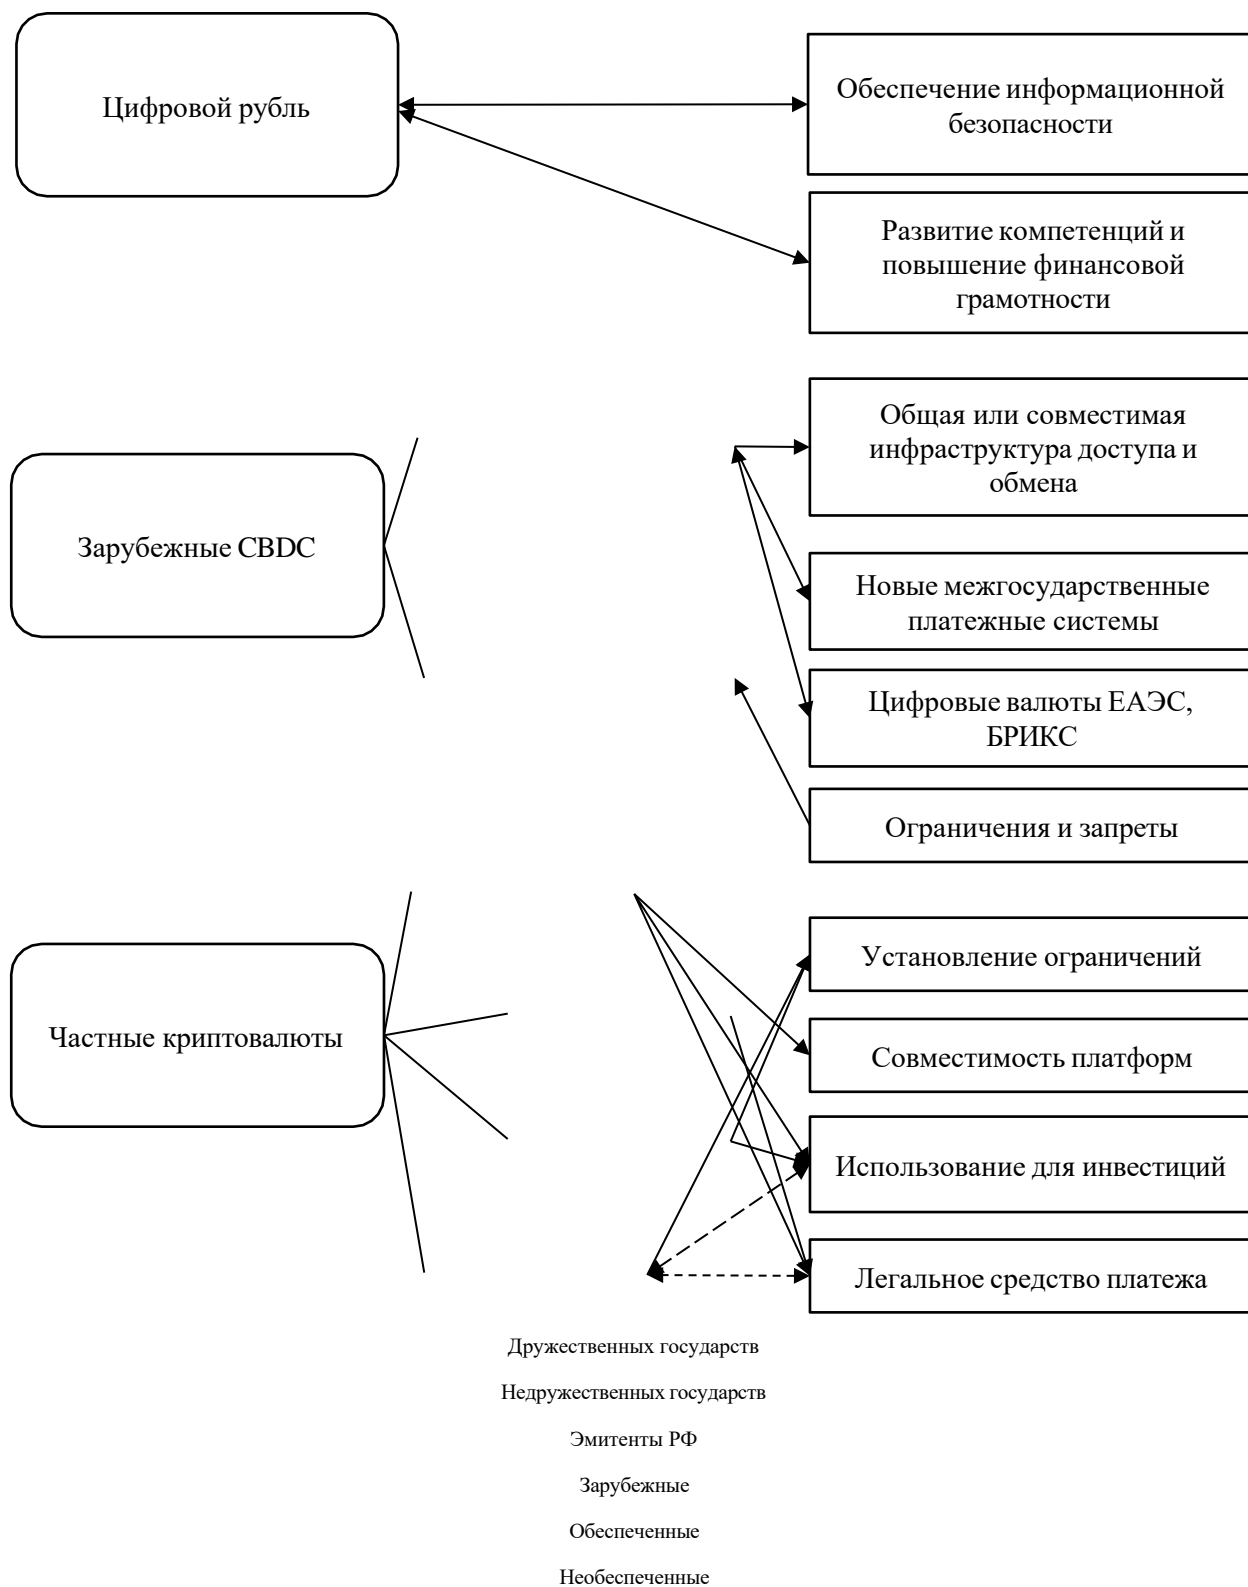 Цифровой рубль
Обеспечение информационной
безопасности
Развитие компетенций и
повышение финансовой
грамотности
Общая или совместимая
инфраструктура доступа и
обмена
Зарубежные CBDC
Новые межгосударственные
платежные системы
Цифровые валюты ЕАЭС,
БРИКС
Ограничения и запреты
Установление ограничений
Частные криптовалюты
Совместимость платформ
Использование для инвестиций
Легальное средство платежа
Дружественных государств
Недружественных государств
Эмитенты РФ
Зарубежные
Обеспеченные
Необеспеченные